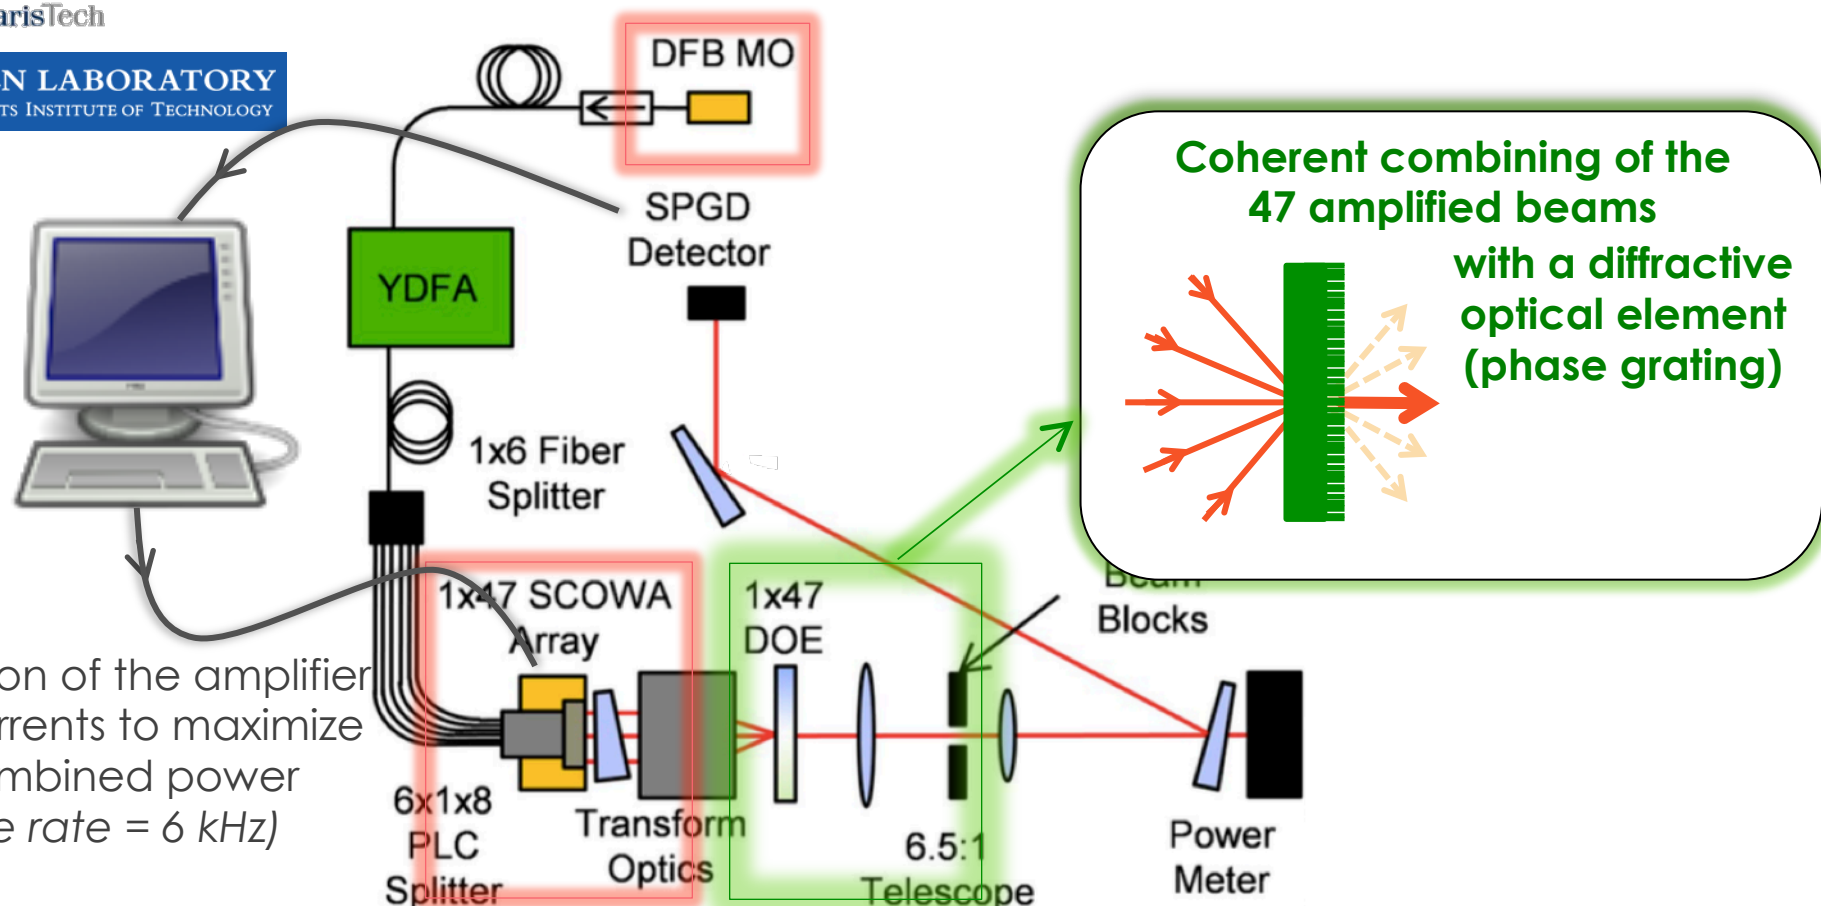 arisTech
N LABORATORY
TS INSTITUTE OF TECHNOLOGY
DFB MO
SPGD
Detector
YDFA
1x6 Fiber
Splitter
Coherent combining of the
47 amplified beams
with a diffractive
optical element
(phase grating)
1x47 SCOWA
Array
1x47
DOE
Beam
Blocks
on of the amplifier
rrents to maximize
mbined power
e rate = 6 kHz)
6x1x8
PLC
Splitter
Transform
Optics
6.5:1
Telescope
Power
Meter